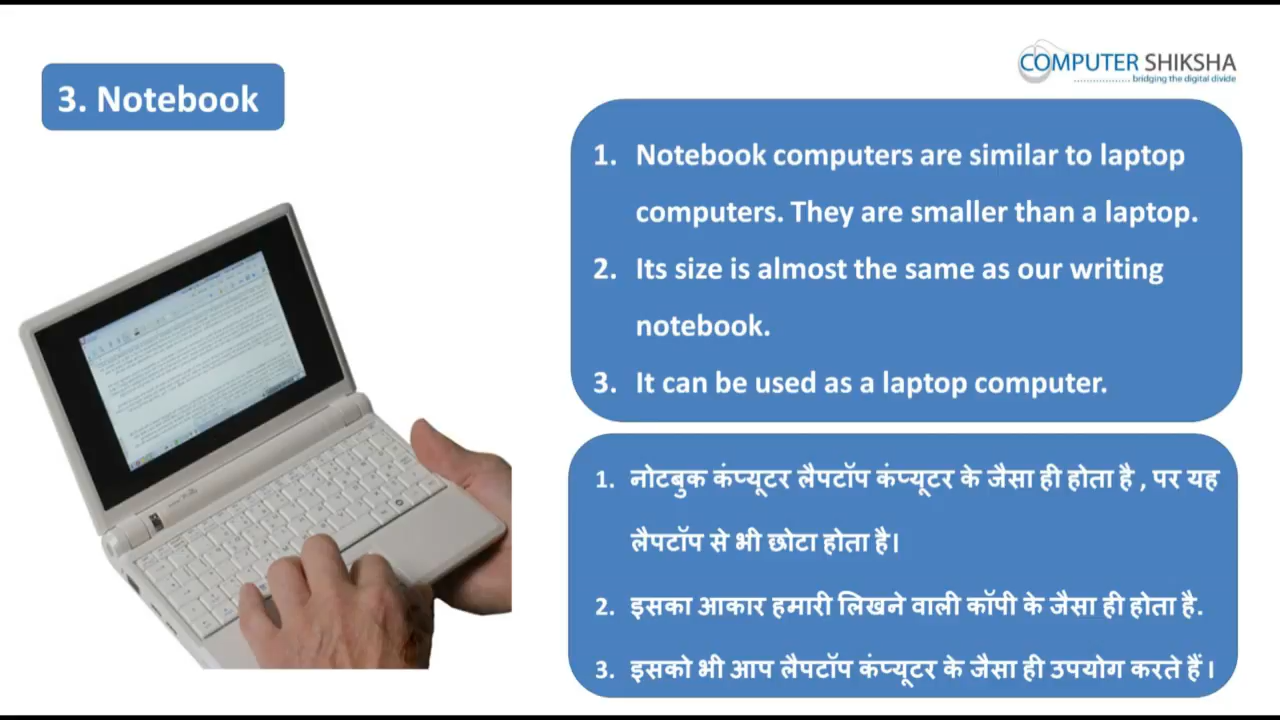 COMPUTER SHIKSHA
bridging the digital divide
3. Notebook
1. Notebook computers are similar to laptop
computers. They are smaller than a laptop.
2. Its size is almost the same as our writing
notebook.
3. It can be used as a laptop computer.
1. नोटबुक कंप्यूटर लैपटॉप कंप्यूटर के जैसा ही होता है , पर यह
लैपटॉप से भी छोटा होता है।
2. इसका आकार हमारी लिखने वाली कॉपी के जैसा ही होता है.
3. इसको भी आप लैपटॉप कंप्यूटर के जैसा ही उपयोग करते हैं ।